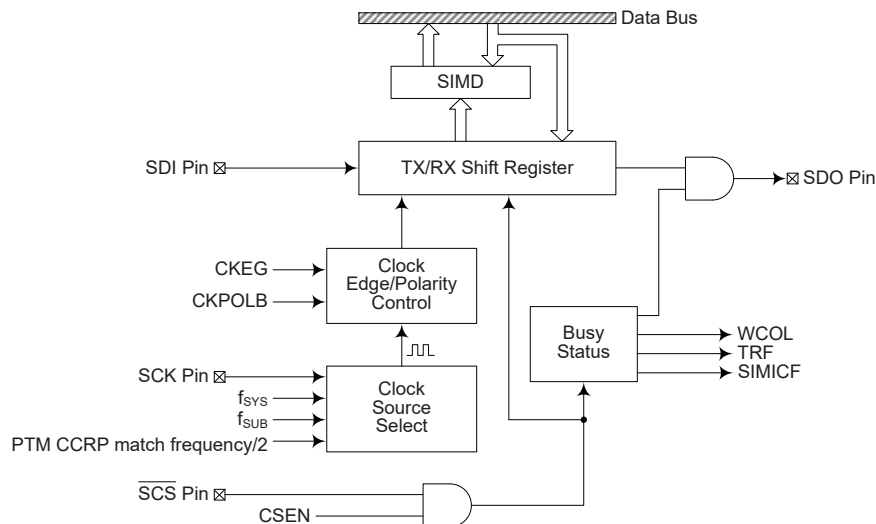 Data Bus
SIMD
SDI Pin
TX/RX Shift Register
SDO Pin
CKEG
CKPOLB
Clock
Edge/Polarity
Control
Busy
Status
WCOL
TRF
SIMICF
SCK Pin
fSYS
fSUB
PTM CCRP match frequency/2
Clock
Source
Select
SCS Pin
CSEN